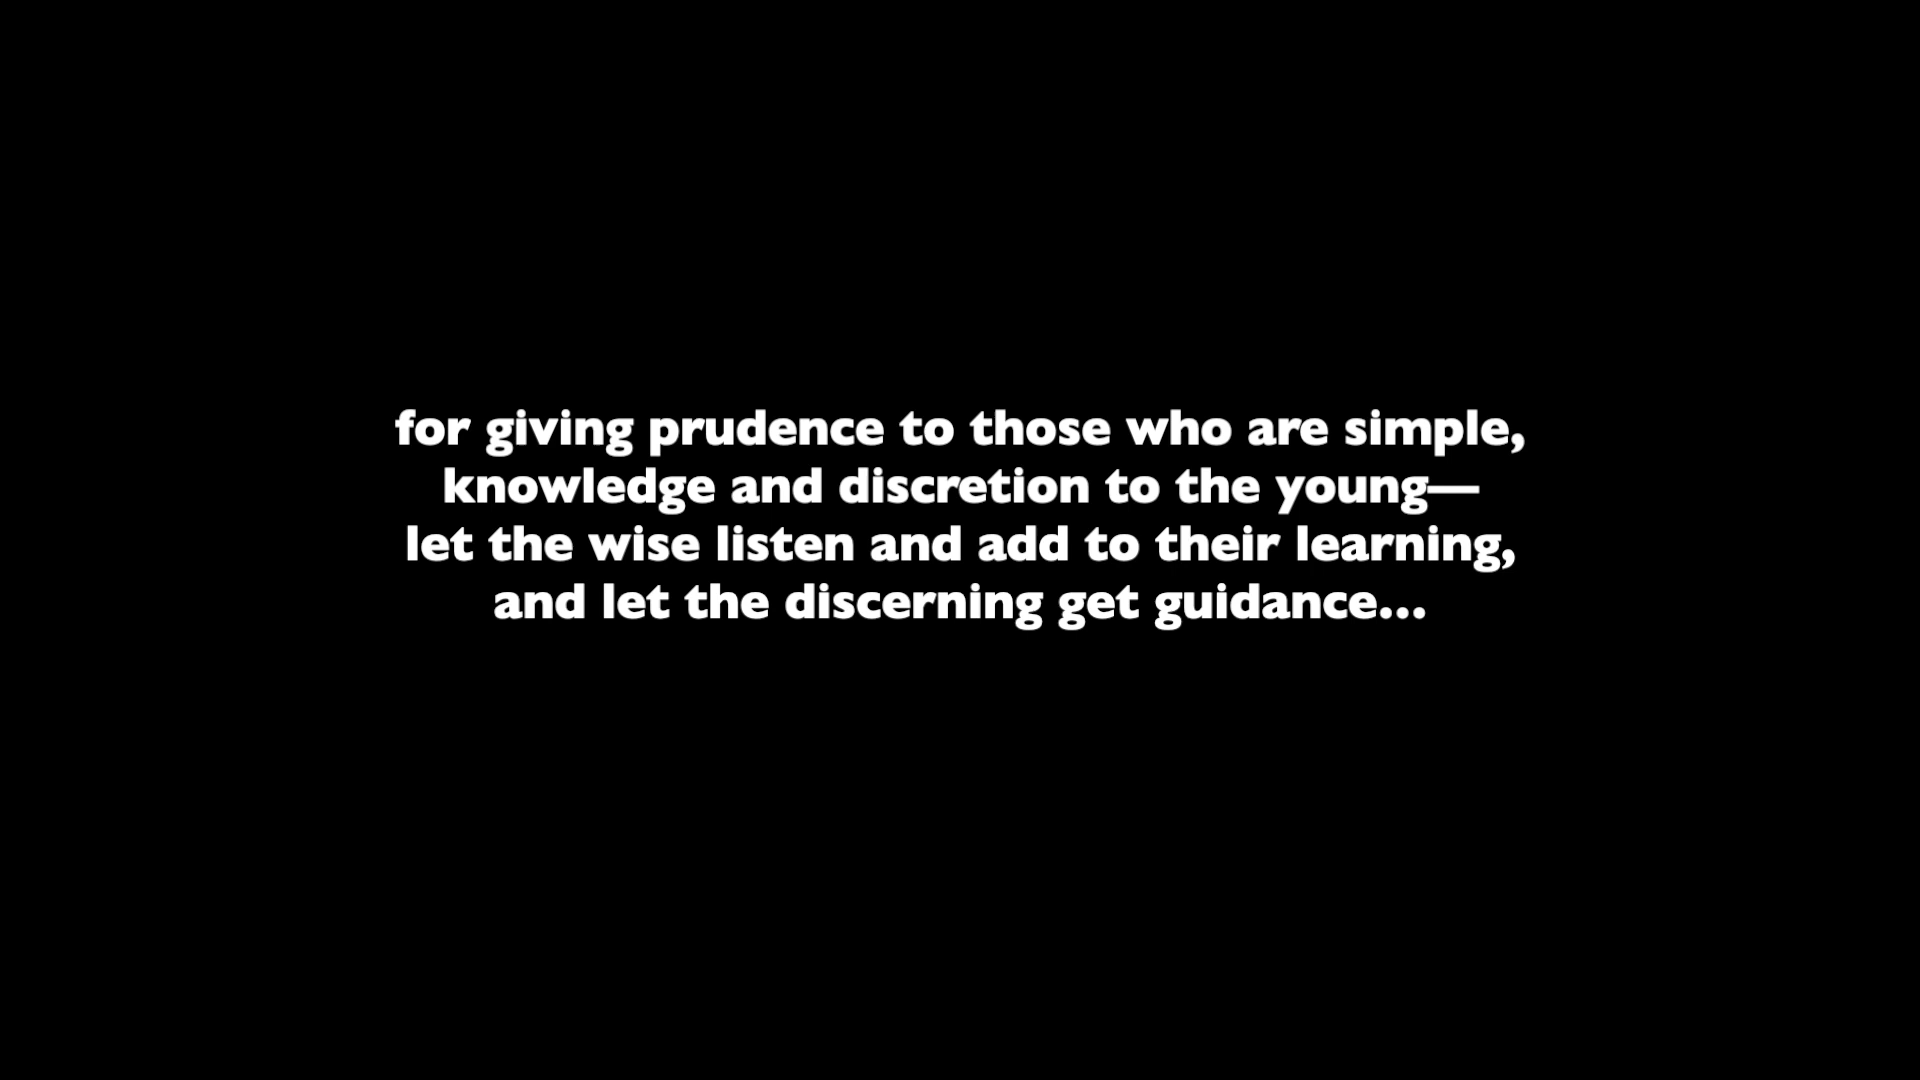 for giving prudence to those who are simple,
knowledge and discretion to the young—
let the wise listen and add to their learning,
and let the discerning get guidance...